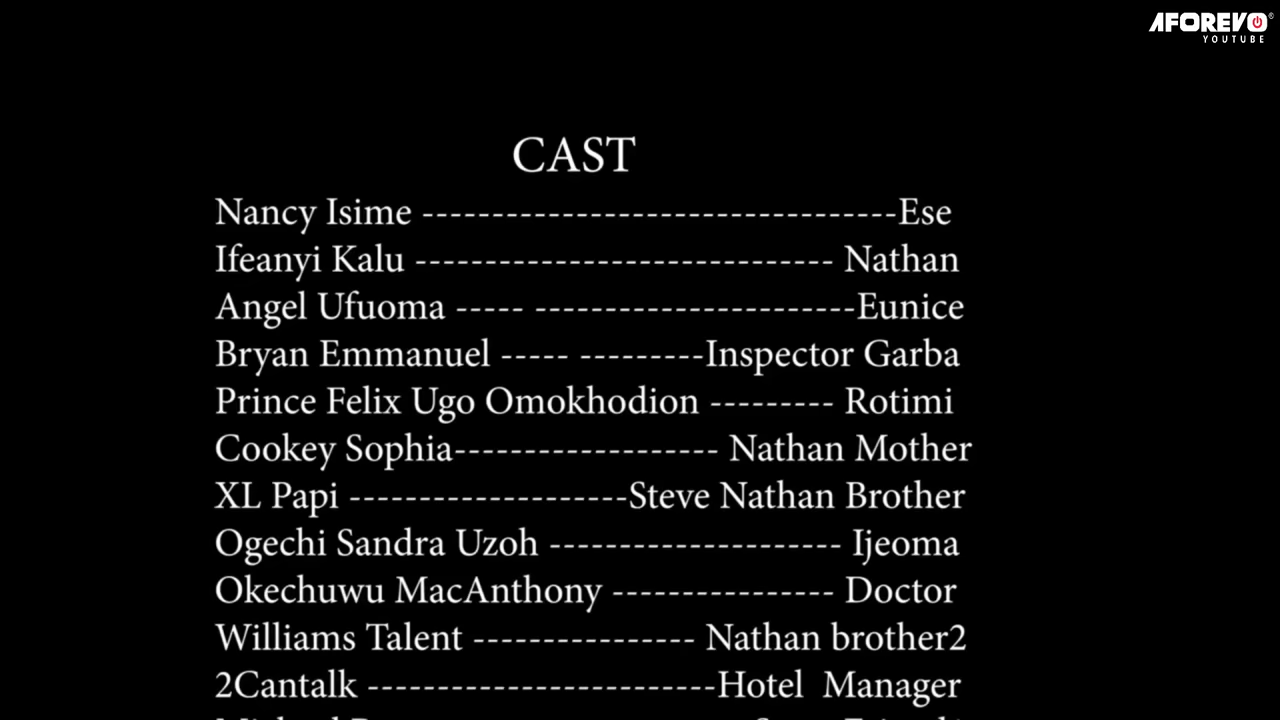 AFOREVO
YOUTUBE
CAST
Nancy Isime ----------------------------------Ese
Ifeanyi Kalu ------------------------------ Nathan
Angel Ufuoma ----- -----------------------Eunice
Bryan Emmanuel ----- ---------Inspector Garba
Prince Felix Ugo Omokhodion --------- Rotimi
Cookey Sophia------------------- Nathan Mother
XL Papi --------------------Steve Nathan Brother
Ogechi Sandra Uzoh --------------------- Ijeoma
Okechuwu MacAnthony ---------------- Doctor
Williams Talent ---------------- Nathan brother2
2Cantalk -------------------------Hotel  Manager